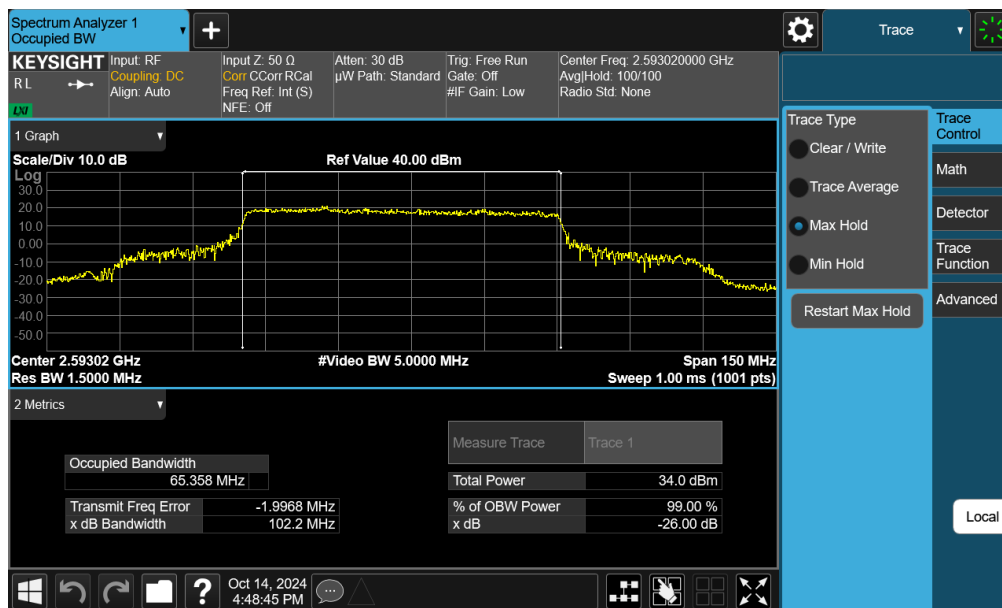 Spectrum Analyzer 1
Occupied BW
+
Trace
KEYSIGHT
RL
LXI
Input: RF
Coupling: DC
Align: Auto
Input Z: 50 Ω
Corr CCorr RCal
Freq Ref: Int (S)
NFE: Off
Atten: 30 dB
µW Path: Standard
Trig: Free Run
Gate: Off
#IF Gain: Low
Center Freq: 2.593020000 GHz
Avg|Hold: 100/100
Radio Std: None
1 Graph
Scale/Div 10.0 dB
Ref Value 40.00 dBm
Log
30.0
20.0
10.0
0.00
-10.0
-20.0
-30.0
-40.0
-50.0
Center 2.59302 GHz
#Video BW 5.0000 MHz
Span 150 MHz
Res BW 1.5000 MHz
Sweep 1.00 ms (1001 pts)
2 Metrics
Measure Trace
Trace 1
Occupied Bandwidth
65.358 MHz
Total Power
34.0 dBm
Transmit Freq Error
-1.9968 MHz
% of OBW Power
99.00 %
x dB Bandwidth
102.2 MHz
x dB
-26.00 dB
Trace Type
Clear / Write
Trace Average
Max Hold
Min Hold
Restart Max Hold
Trace
Control
Math
Detector
Trace
Function
Advanced
Local
?
Oct 14, 2024
4:48:45 PM